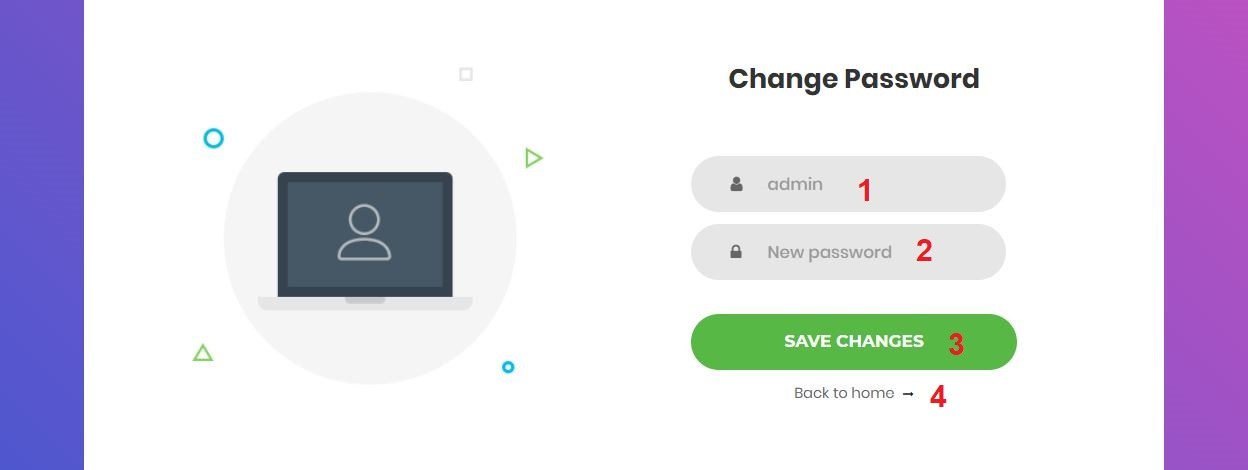 Change Password
admin 1
New password 2
SAVE CHANGES 3
Back to home → 4